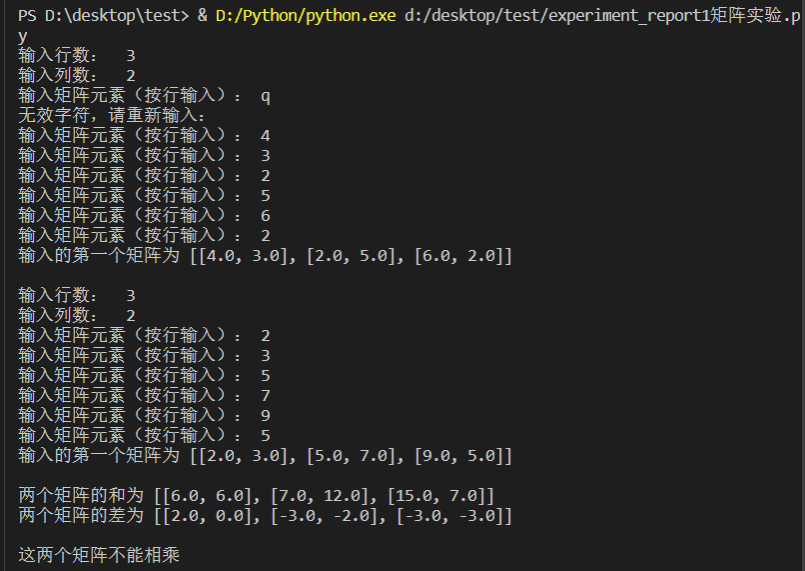 PS D:\desktop\test> & D:/Python/python.exe d:/desktop/test/experiment_report1矩阵实验.p
y
输入行数： 3
输入列数： 2
输入矩阵元素（按行输入）： q
无效字符，请重新输入：
输入矩阵元素（按行输入）： 4
输入矩阵元素（按行输入）： 3
输入矩阵元素（按行输入）： 2
输入矩阵元素（按行输入）： 5
输入矩阵元素（按行输入）： 6
输入矩阵元素（按行输入）： 2
输入的第一个矩阵为 [[4.0, 3.0], [2.0, 5.0], [6.0, 2.0]]
输入行数： 3
输入列数： 2
输入矩阵元素（按行输入）： 2
输入矩阵元素（按行输入）： 3
输入矩阵元素（按行输入）： 5
输入矩阵元素（按行输入）： 7
输入矩阵元素（按行输入）： 9
输入矩阵元素（按行输入）： 5
输入的第一个矩阵为 [[2.0, 3.0], [5.0, 7.0], [9.0, 5.0]]
两个矩阵的和为 [[6.0, 6.0], [7.0, 12.0], [15.0, 7.0]]
两个矩阵的差为 [[2.0, 0.0], [-3.0, -2.0], [-3.0, -3.0]]
这两个矩阵不能相乘